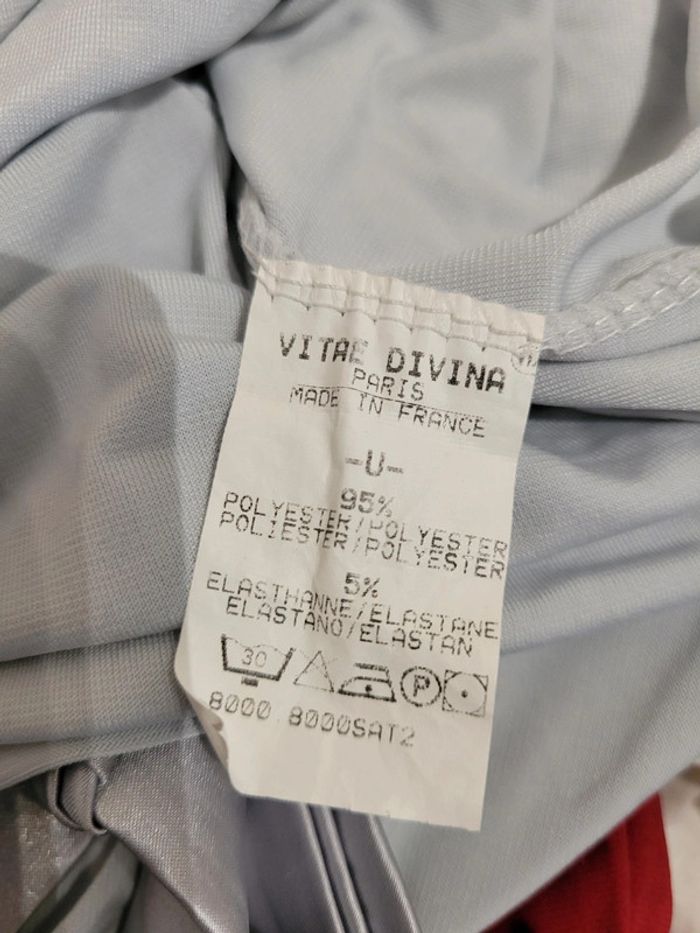 VITAE DIVINA
PARIS
MADE IN FRANCE
-U-
95%
POLYESTER/POLYESTER
POLIESTER/POLYESTER
5%
ELASTHANNE/ELASTANE
ELASTANO/ELASTAN
30 P
8000 8000SAT2